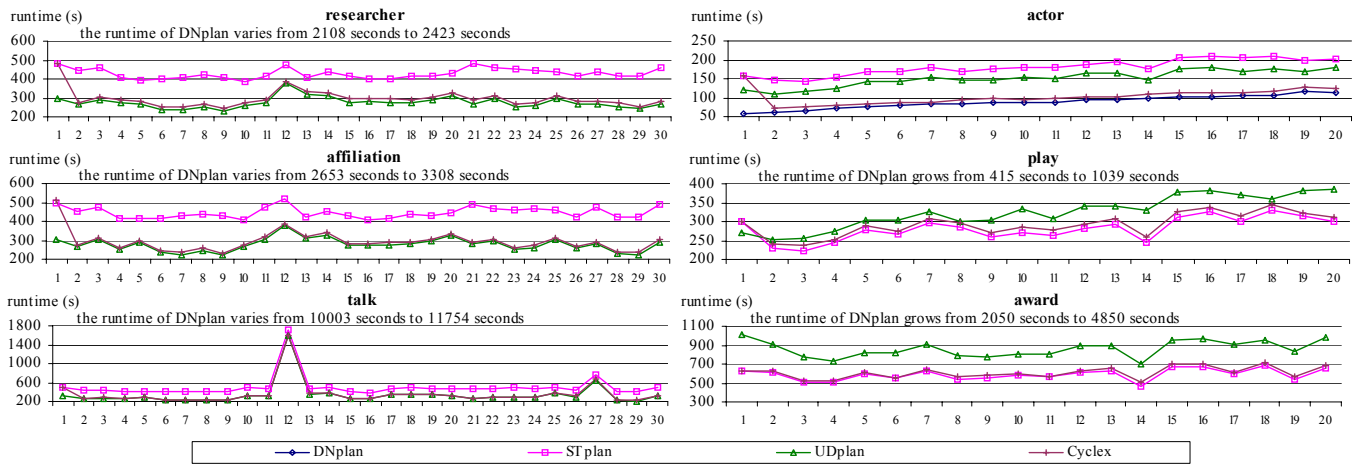 runtime (s) researcher
the runtime of DNplan varies from 2108 seconds to 2423 seconds
600
500
400
300
200
1 2 3 4 5 6 7 8 9 10 11 12 13 14 15 16 17 18 19 20 21 22 23 24 25 26 27 28 29 30
runtime (s) actor
250
200
150
100
50
1 2 3 4 5 6 7 8 9 10 11 12 13 14 15 16 17 18 19 20
runtime (s) affiliation
the runtime of DNplan varies from 2653 seconds to 3308 seconds
600
500
400
300
200
1 2 3 4 5 6 7 8 9 10 11 12 13 14 15 16 17 18 19 20 21 22 23 24 25 26 27 28 29 30
runtime (s) play
the runtime of DNplan grows from 415 seconds to 1039 seconds
400
350
300
250
200
1 2 3 4 5 6 7 8 9 10 11 12 13 14 15 16 17 18 19 20
runtime (s) talk
the runtime of DNplan varies from 10003 seconds to 11754 seconds
1800
1400
1000
600
200
1 2 3 4 5 6 7 8 9 10 11 12 13 14 15 16 17 18 19 20 21 22 23 24 25 26 27 28 29 30
runtime (s) award
the runtime of DNplan grows from 2050 seconds to 4850 seconds
1100
900
700
500
300
1 2 3 4 5 6 7 8 9 10 11 12 13 14 15 16 17 18 19 20
DNplan STplan UDplan Cyclex